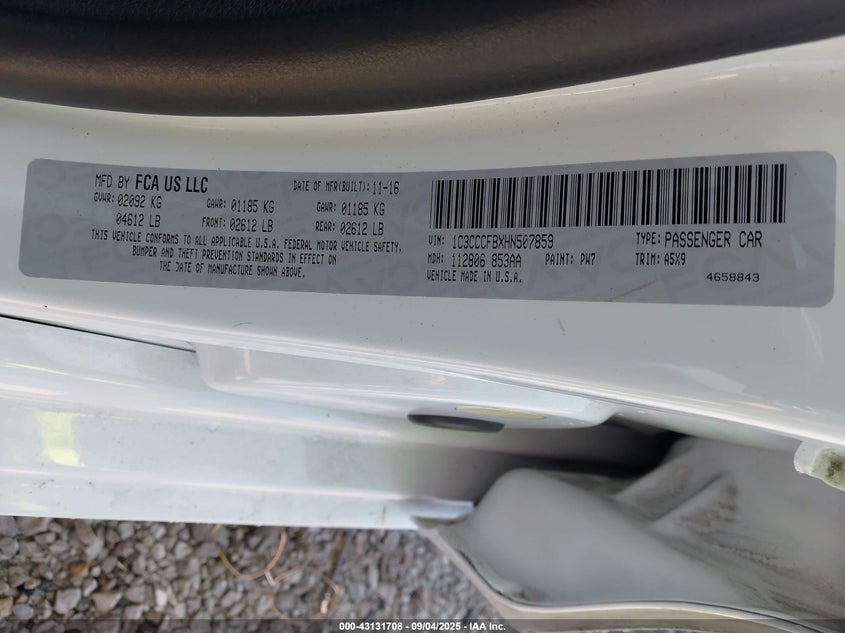 MFD BY FCA US LLC DATE OF MFR(BUILT): 11-16
GVWR: 02092 KG GAWR: 01185 KG GAWR: 01185 KG
04612 LB FRONT: 02612 LB REAR: 02612 LB
THIS VEHICLE CONFORMS TO ALL APPLICABLE U.S.A. FEDERAL MOTOR VEHICLE SAFETY,
BUMPER AND THEFT PREVENTION STANDARDS IN EFFECT ON
THE DATE OF MANUFACTURE SHOWN ABOVE.
VIN: 1C3CCCFBXHN507859 TYPE: PASSENGER CAR
MDH: 112806 853AA PAINT: PW7 TRIM: A5X9
VEHICLE MADE IN U.S.A. 4658843
000-43131708 - 09/04/2025 - IAA Inc.